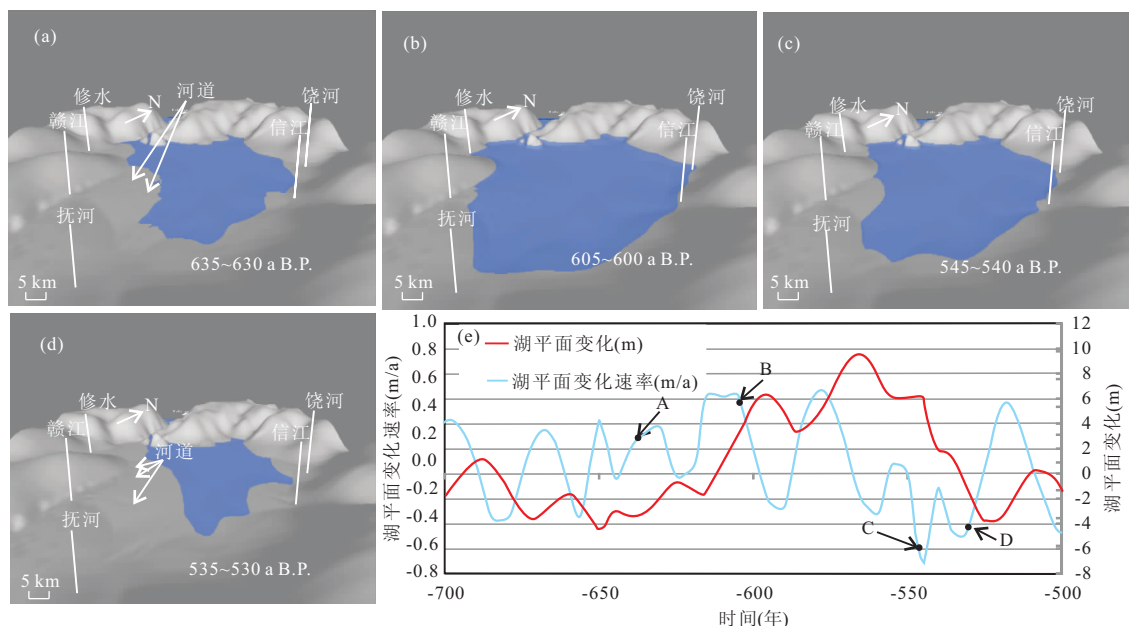 (a)
河道
修水
N
饶河
赣江
信江
抚河
635~630 a B.P.
5 km
(b)
修水
N
饶河
赣江
信江
抚河
605~600 a B.P.
5 km
(c)
修水
N
饶河
赣江
信江
抚河
545~540 a B.P.
5 km
(d)
修水
N
饶河
赣江
信江
河道
抚河
535~530 a B.P.
5 km
(e)
湖平面变化(m)
湖平面变化速率(m/a)
A
B
C
D
湖平面变化速率(m/a)
1.0
0.8
0.6
0.4
0.2
0.0
-0.2
-0.4
-0.6
-0.8
湖平面变化(m)
12
10
8
6
4
2
0
-2
-4
-6
-8
-700
-650
-600
-550
-500
时间(年)